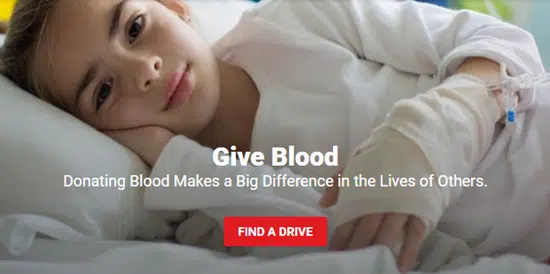 Give Blood
Donating Blood Makes a Big Difference in the Lives of Others.
FIND A DRIVE